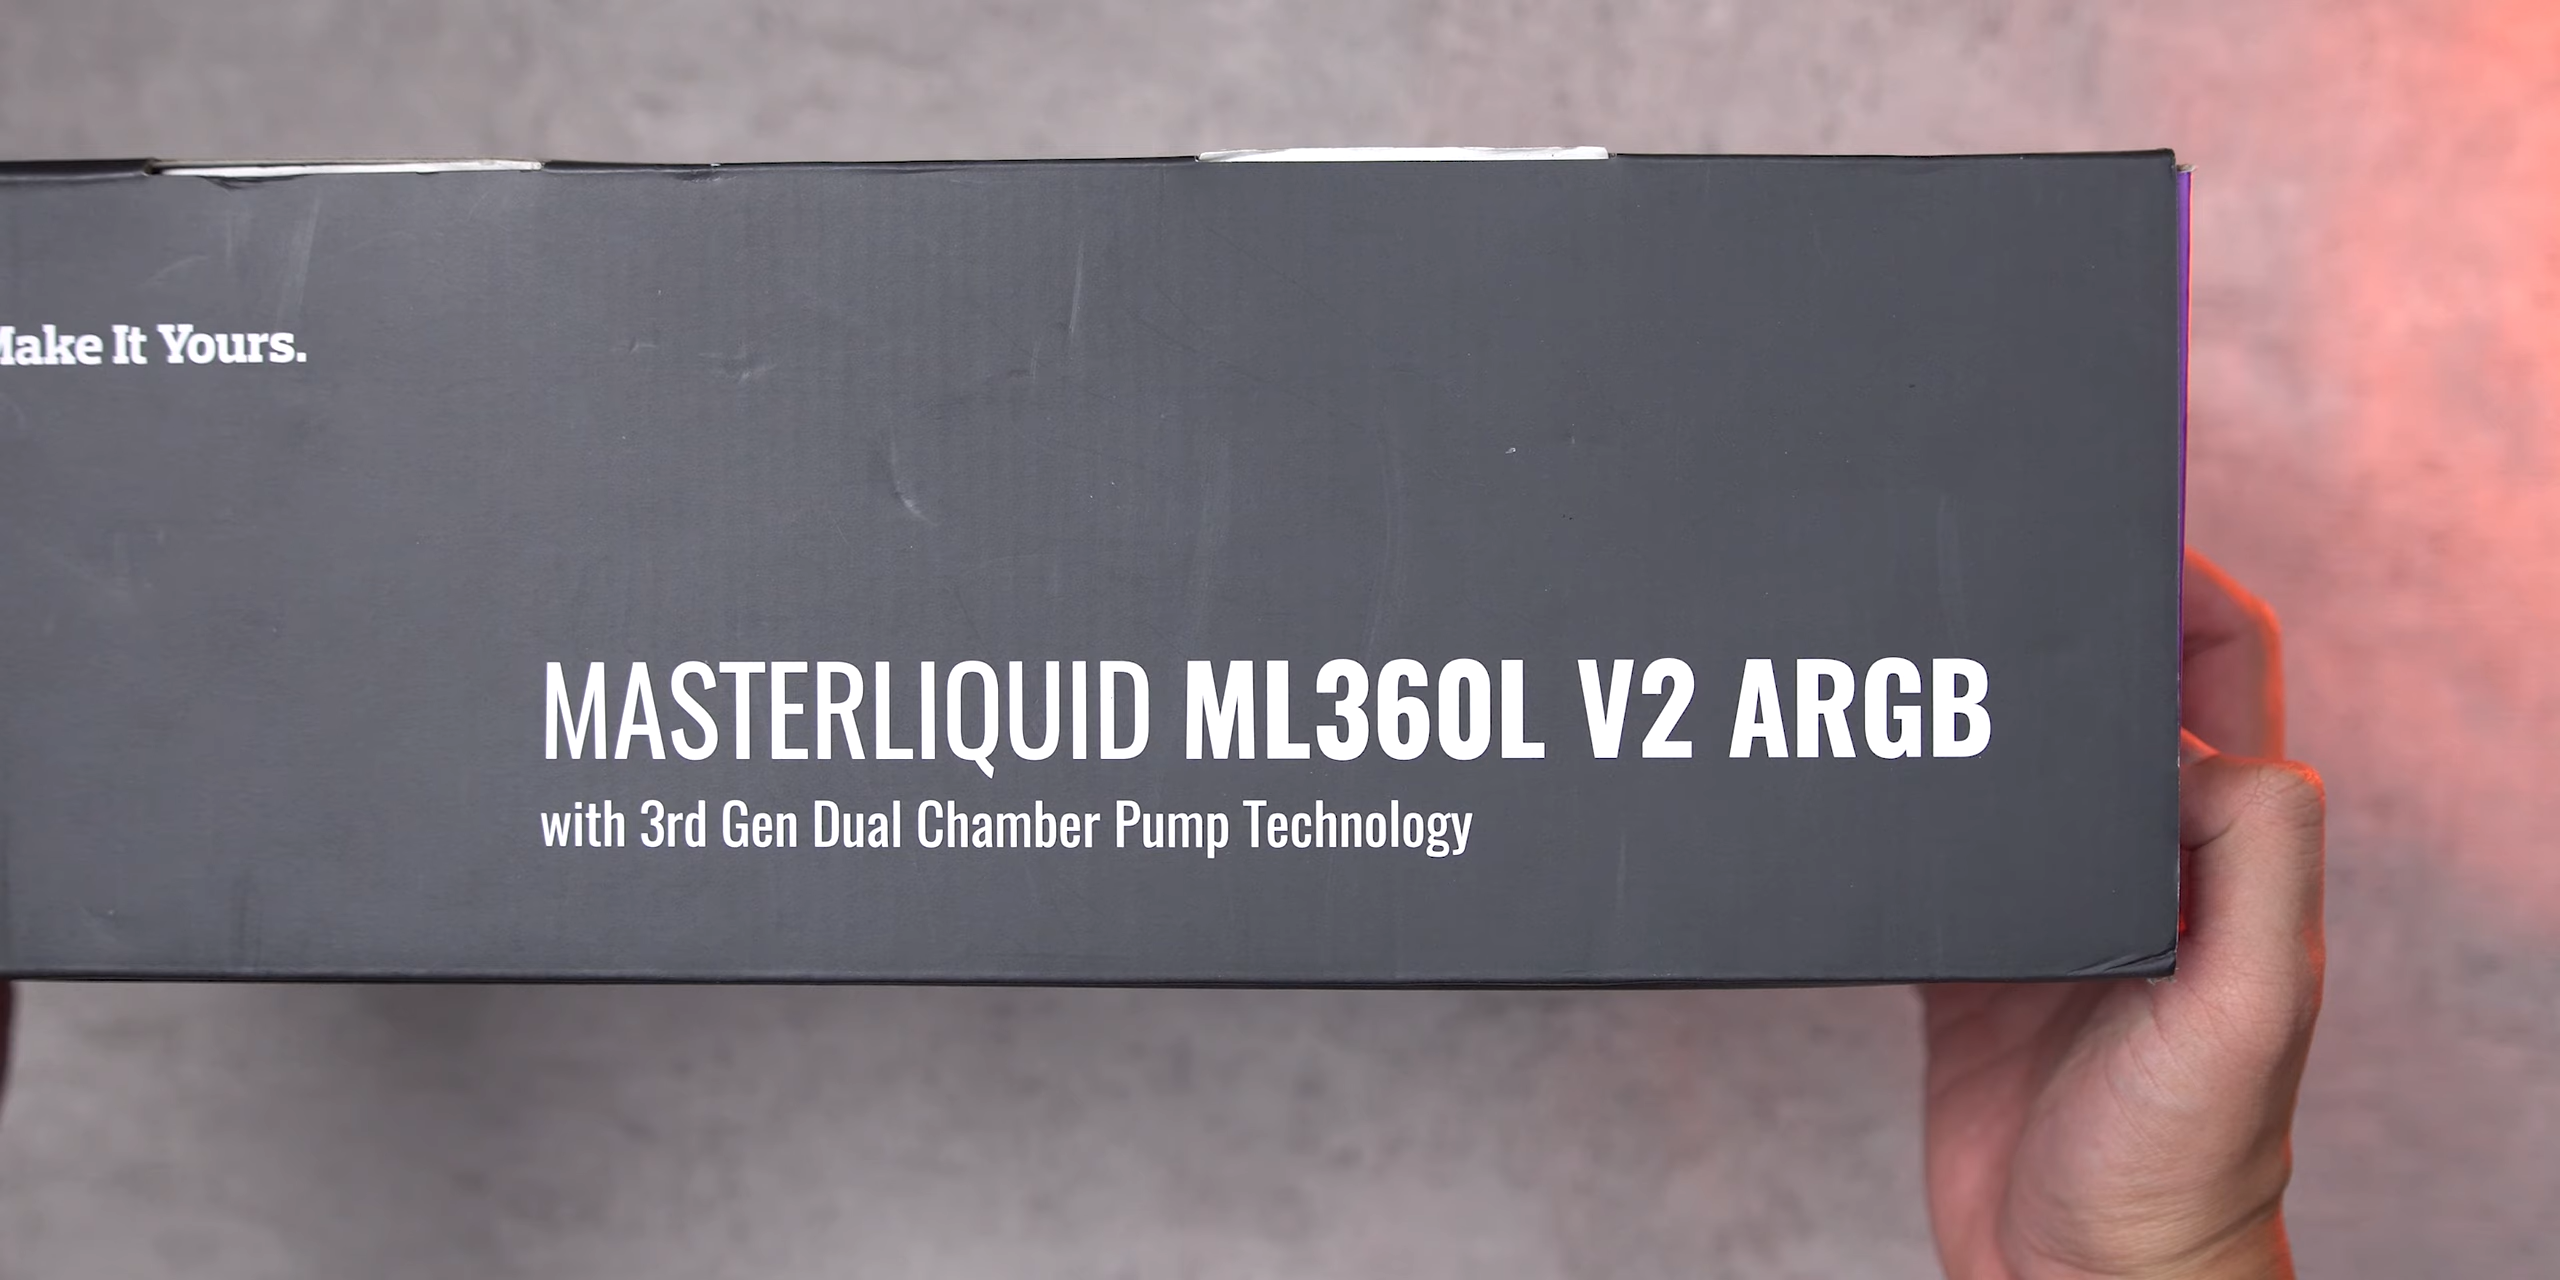 Make It Yours.
MASTERLIQUID ML360L V2 ARGB
with 3rd Gen Dual Chamber Pump Technology